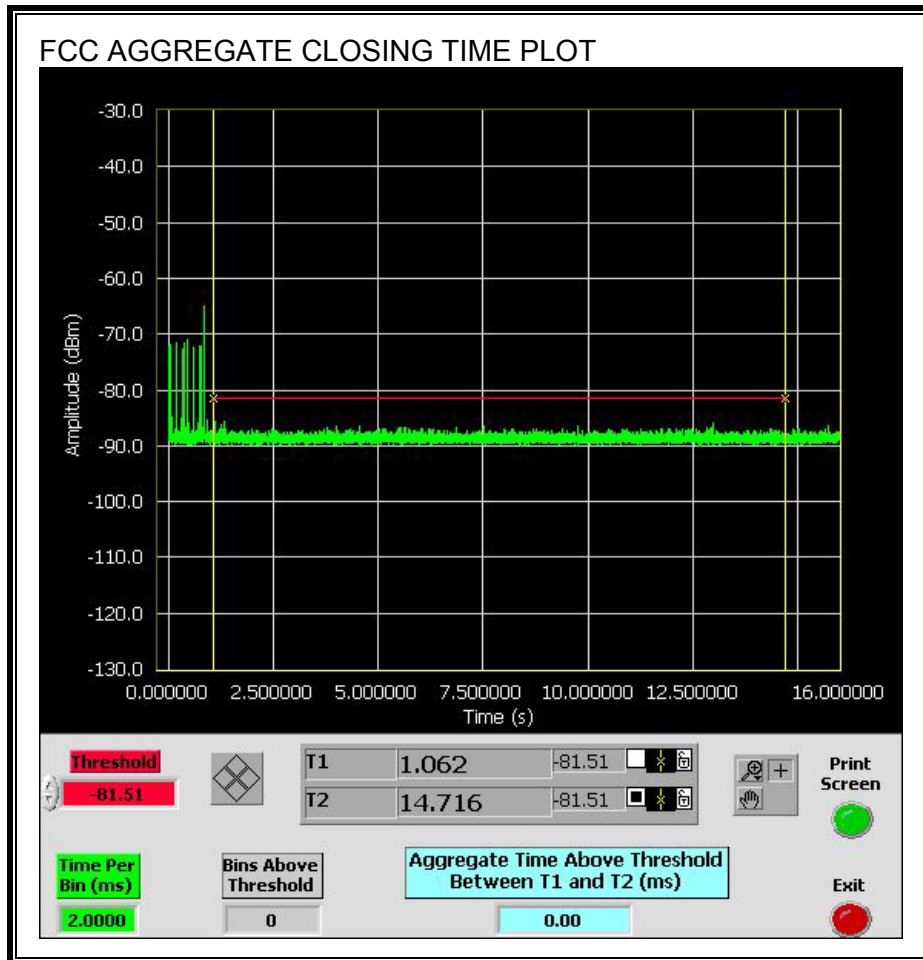 FCC AGGREGATE CLOSING TIME PLOT
-30.0
-40.0
-50.0
-60.0
-70.0
-80.0
-90.0
-100.0
-110.0
-120.0
-130.0
Amplitude (dBm)
0.000000 2.500000 5.000000 7.500000 10.000000 12.500000 16.000000
Time (s)
Threshold
-81.51
T1 1.062 -81.51
T2 14.716 -81.51
Print
Screen
Time Per
Bin (ms)
2.0000
Bins Above
Threshold
0
Aggregate Time Above Threshold
Between T1 and T2 (ms)
0.00
Exit